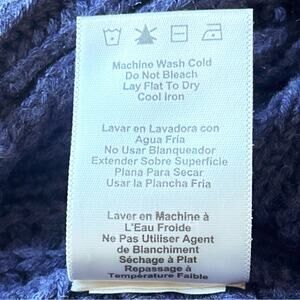 Machine Wash Cold
Do Not Bleach
Lay Flat To Dry
Cool Iron
Lavar en Lavadora con
Agua Fría
No Usar Blanqueador
Extender Sobre Superficie
Plana Para Secar
Usar la Plancha Fría
Laver en Machine à
L'Eau Froide
Ne Pas Utiliser Agent
de Blanchiment
Séchage à Plat
Repassage à
Température Faible